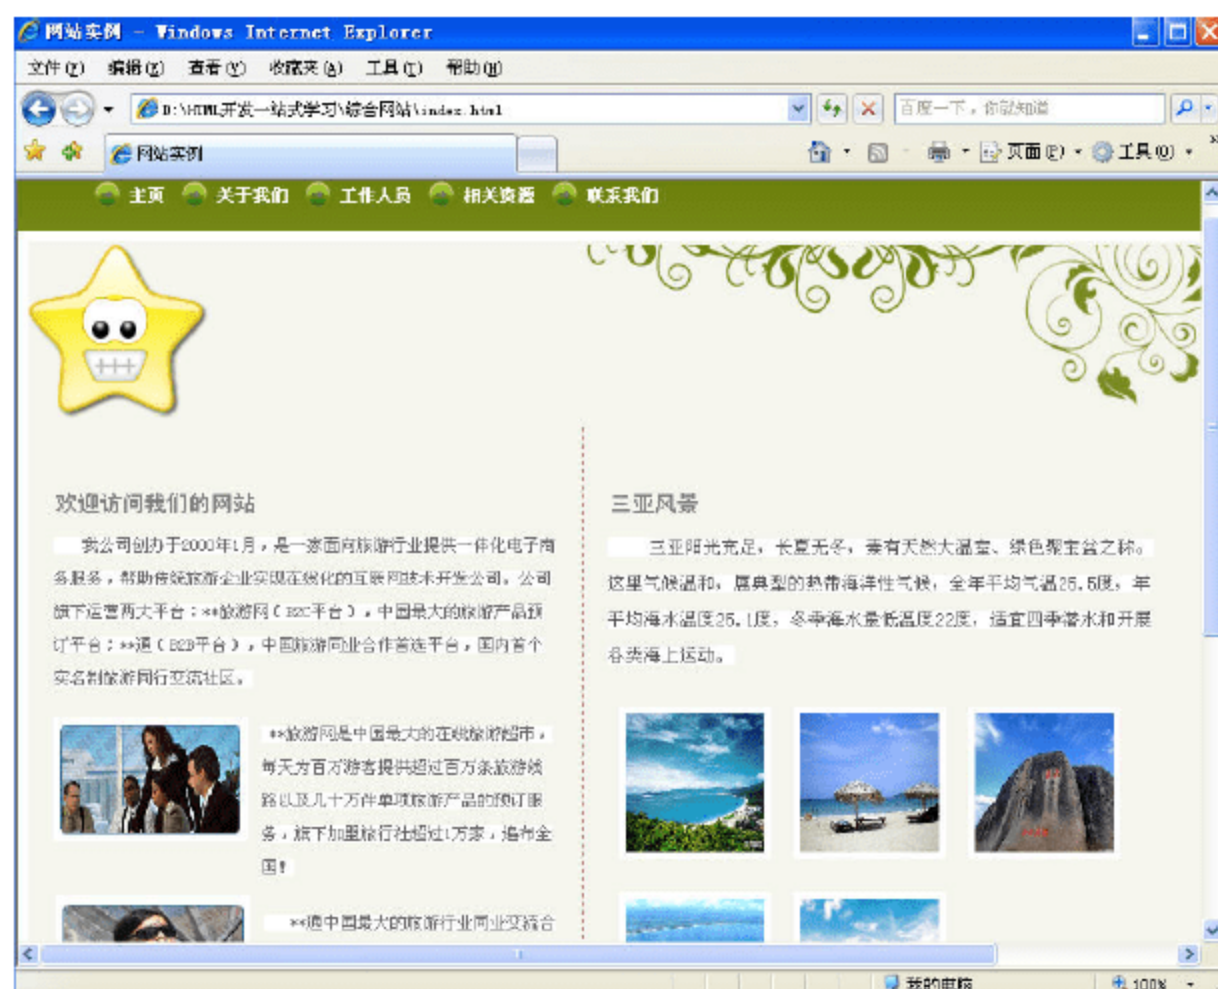 网站实例 - Windows Internet Explorer
文件(F) 编辑(E) 查看(V) 收藏夹(A) 工具(T) 帮助(H)
D:\HTML开发一站式学习\综合网站\index.html 百度一下，你就知道
网站实例 页面(P) 工具(O)
主页 关于我们 工作人员 相关资源 联系我们
欢迎访问我们的网站
我公司创办于2000年1月，是一家面向旅游行业提供一体化电子商
务服务，帮助传统旅游企业实现在线化的互联网技术开发公司。公司
旗下运营两大平台：**旅游网（B2C平台），中国最大的旅游产品预
订平台；**通（B2B平台），中国旅游同业合作首选平台，国内首个
实名制旅游同行交流社区。
**旅游网是中国最大的在线旅游超市，
每天为百万游客提供超过百万条旅游线
路以及几十万件单项旅游产品的预订服
务，旗下加盟旅行社超过1万家，遍布全
国！
**通中国最大的旅游行业同业交流合
三亚风景
三亚阳光充足，长夏无冬，素有天然大温室、绿色聚宝盆之称。
这里气候温和，属典型的热带海洋性气候，全年平均气温25.5度，年
平均海水温度25.1度，冬季海水最低温度22度，适宜四季潜水和开展
各类海上运动。
我的电脑 100%